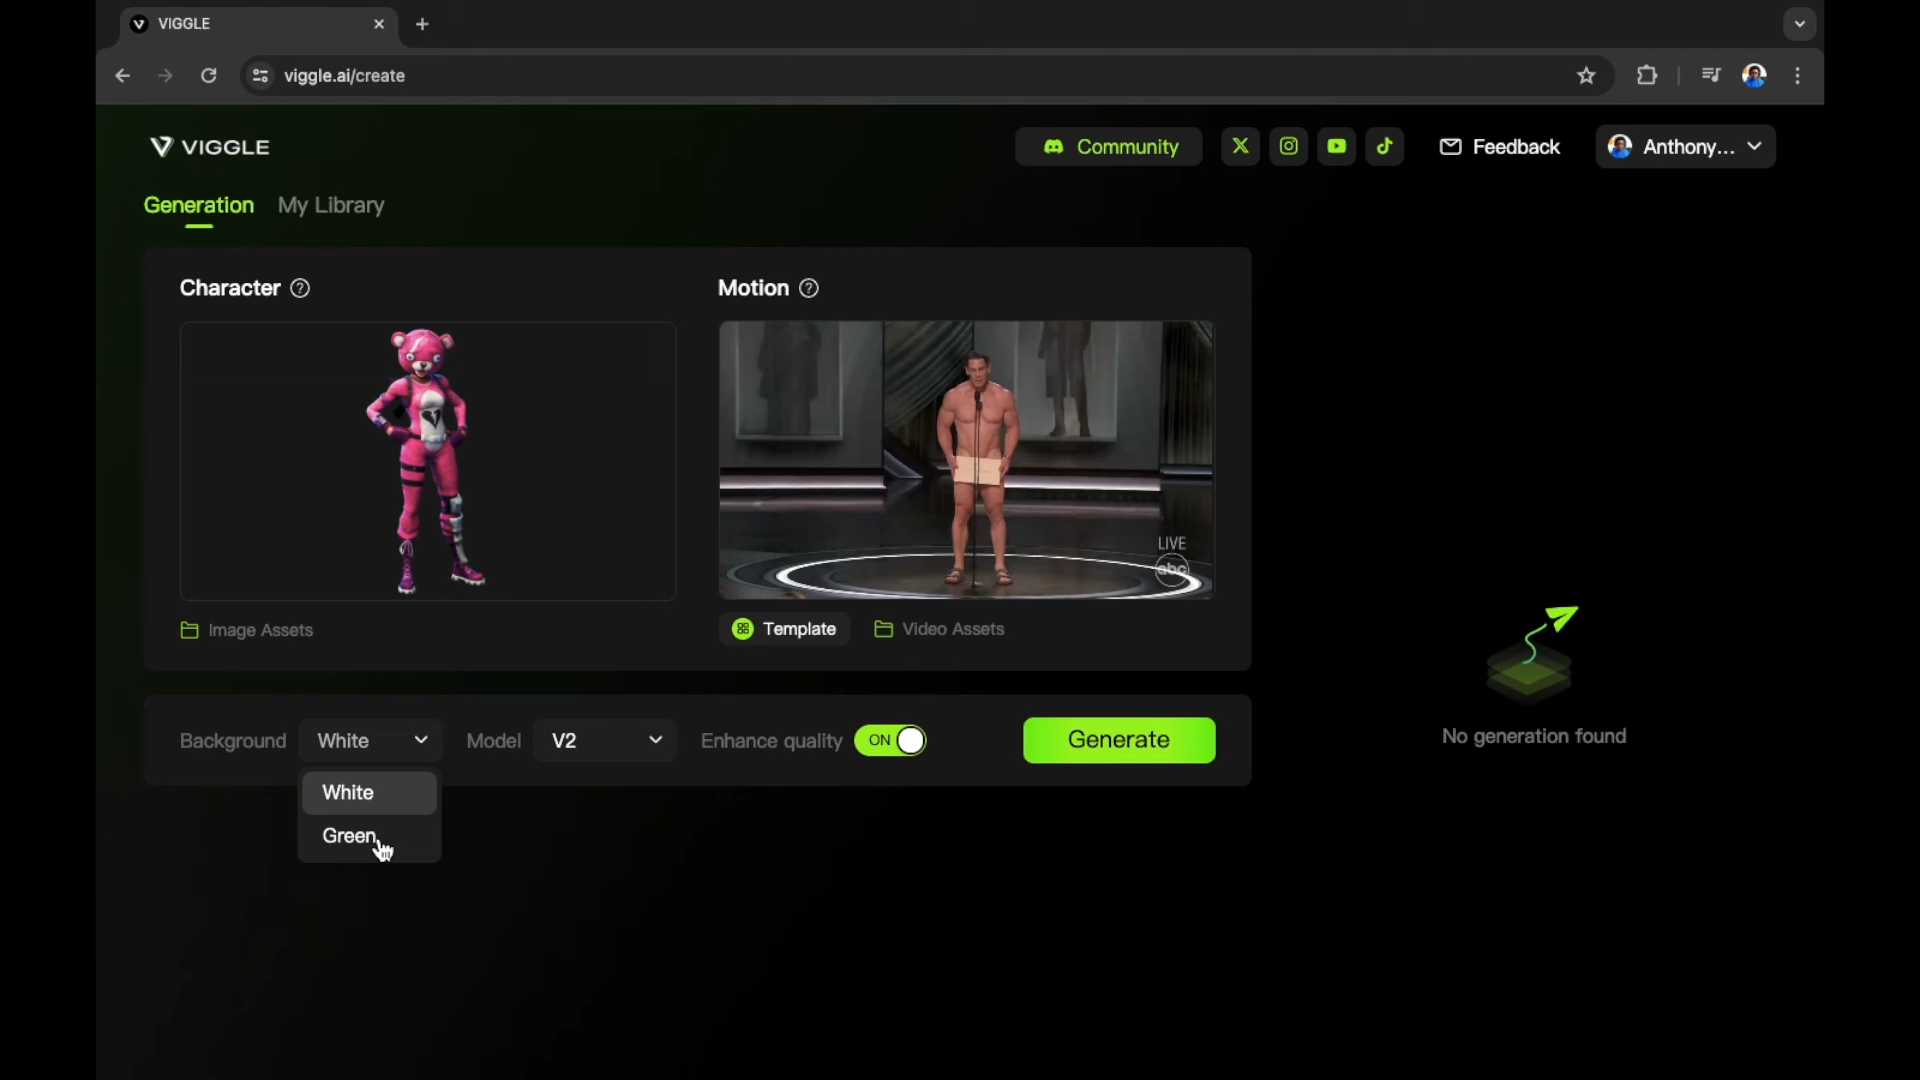 VIGGLE
viggle.ai/create
VIGGLE
Community
Feedback
Anthony...
Generation
My Library
Character
Motion
LIVE
abc
Image Assets
Template
Video Assets
Background
White
Model
V2
Enhance quality
ON
Generate
White
Green
No generation found